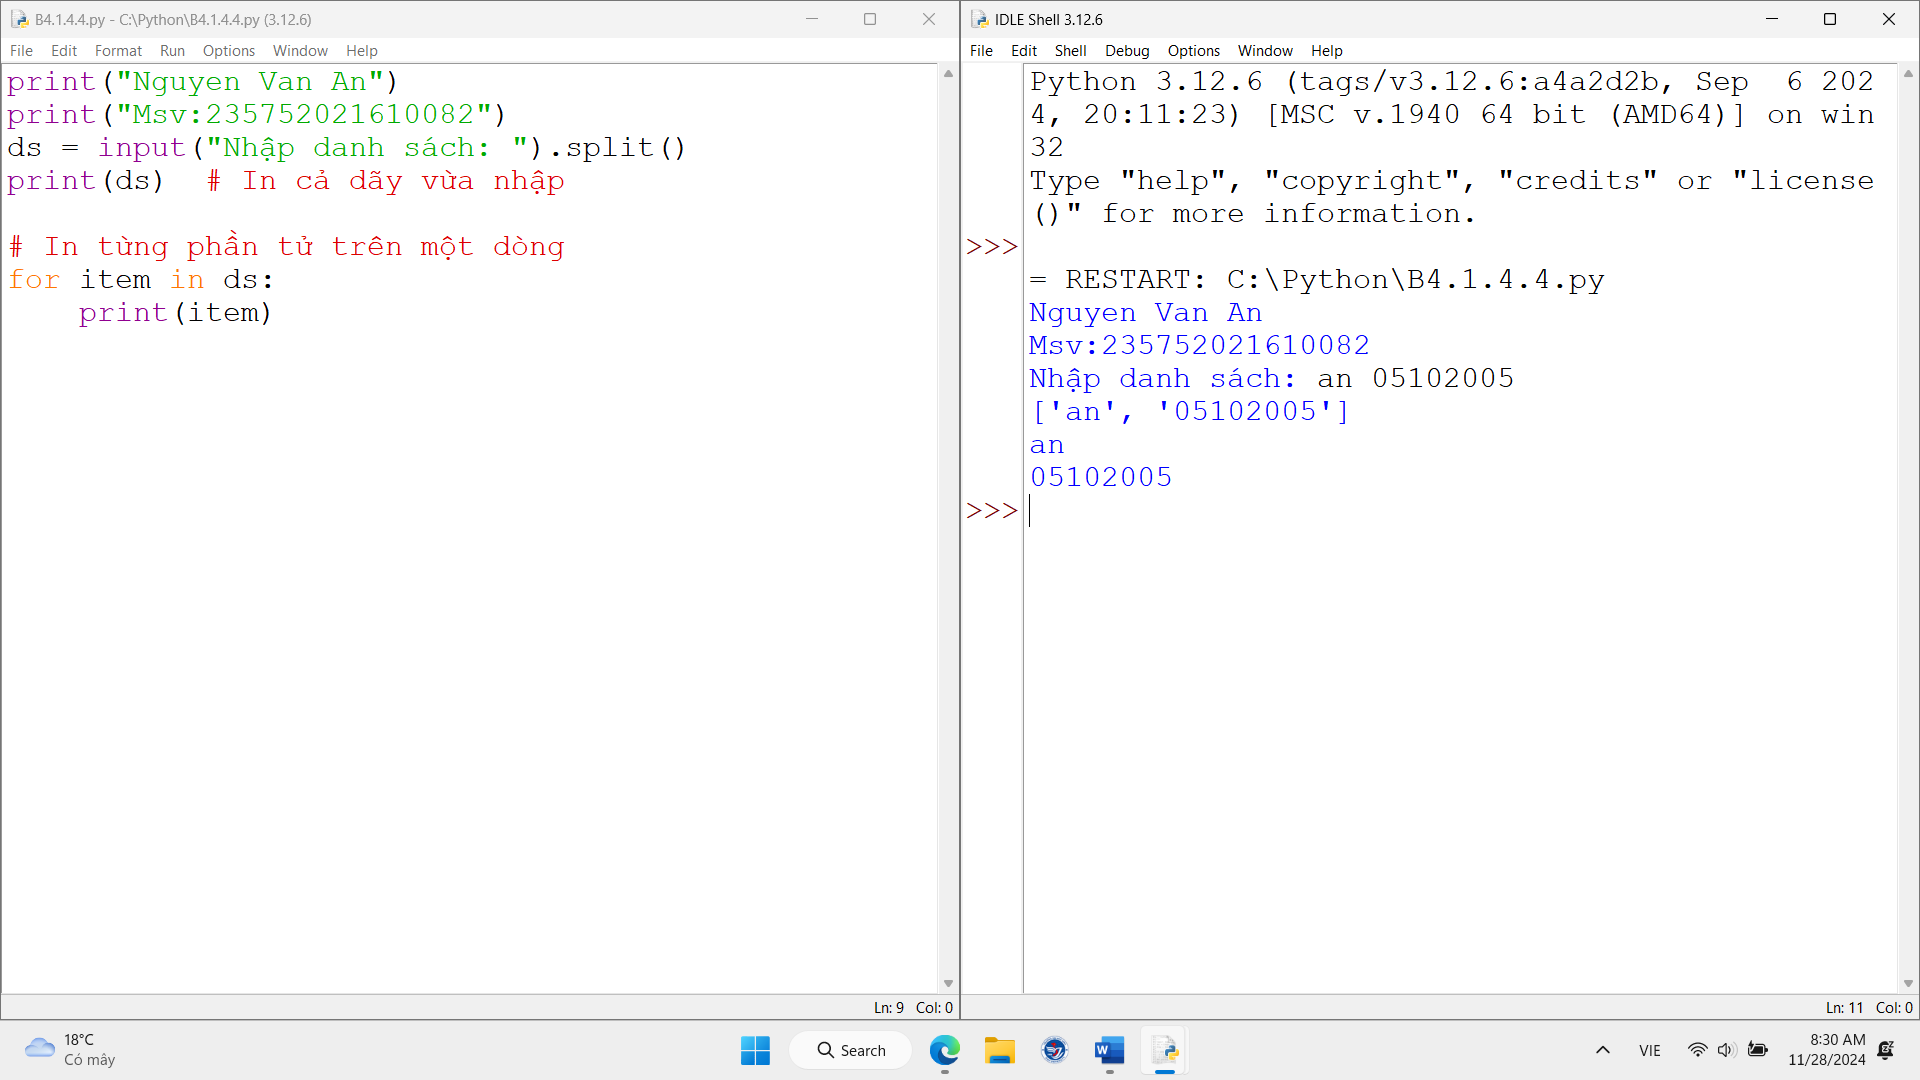 B4.1.4.4.py - C:\Python\B4.1.4.4.py (3.12.6)
File Edit Format Run Options Window Help
print("Nguyen Van An")
print("Msv:235752021610082")
ds = input("Nhập danh sách: ").split()
print(ds)  # In cả dãy vừa nhập
# In từng phần tử trên một dòng
for item in ds:
    print(item)
Ln: 9 Col: 0
IDLE Shell 3.12.6
File Edit Shell Debug Options Window Help
Python 3.12.6 (tags/v3.12.6:a4a2d2b, Sep  6 202
4, 20:11:23) [MSC v.1940 64 bit (AMD64)] on win
32
Type "help", "copyright", "credits" or "license
()" for more information.
>>>
= RESTART: C:\Python\B4.1.4.4.py
Nguyen Van An
Msv:235752021610082
Nhập danh sách: an 05102005
['an', '05102005']
an
05102005
>>>
Ln: 11 Col: 0
18°C
Có mây
Search
VIE
8:30 AM
11/28/2024